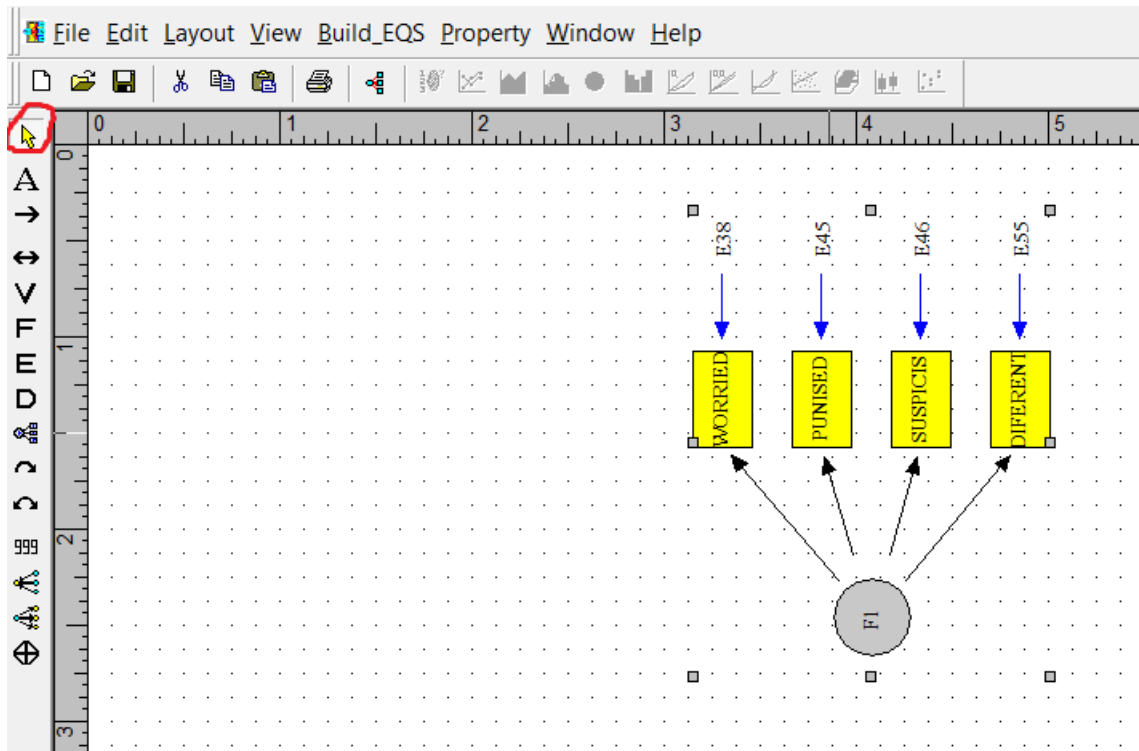 File Edit Layout View Build_EQS Property Window Help
0 1 2 3 4 5
0
A
V
F
1
E
D
999
2
3
E38 E45 E46 E55
WORRIED PUNISED SUSPICIS DIFERENT
F1